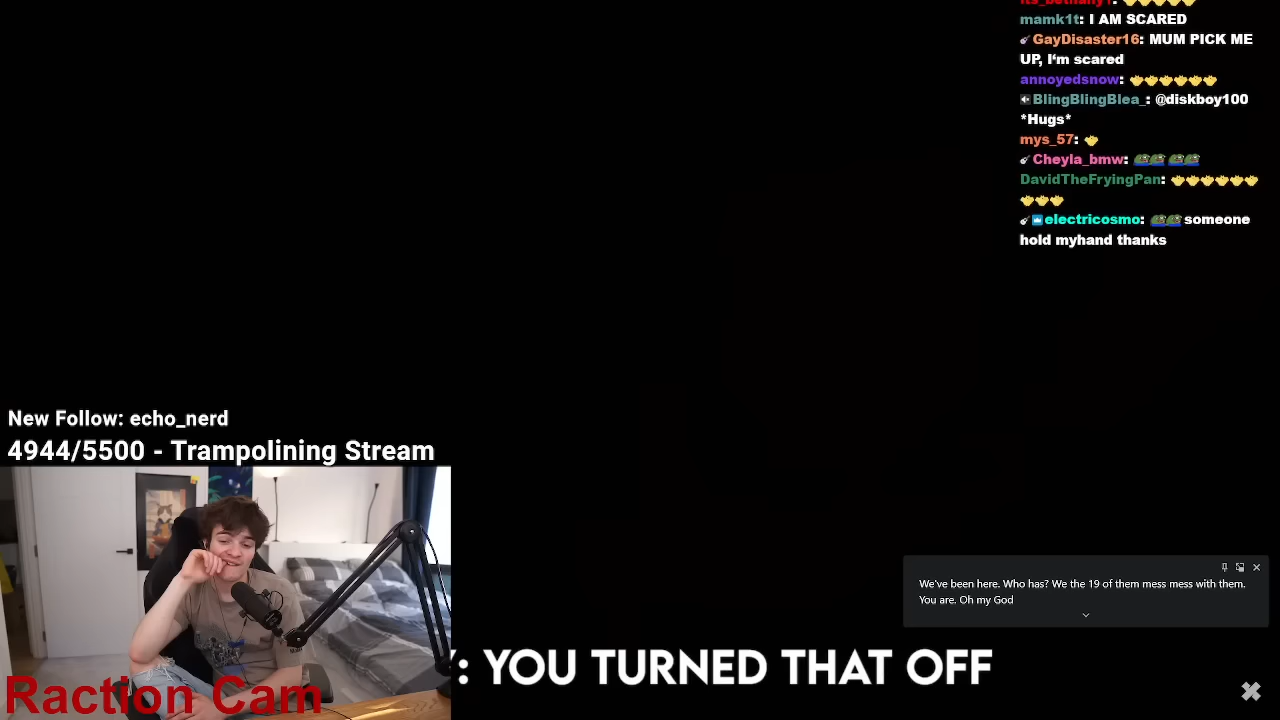 its_bethany1:
mamk1t: I AM SCARED
GayDisaster16: MUM PICK ME
UP, I'm scared
annoyedsnow:
BlingBlingBlea_: @diskboy100
*Hugs*
mys_57:
Cheyla_bmw:
DavidTheFryingPan:
electricosmo: someone
hold myhand thanks
New Follow: echo_nerd
4944/5500 - Trampolining Stream
We've been here. Who has? We the 19 of them mess mess with them.
You are. Oh my God
: YOU TURNED THAT OFF
Raction Cam